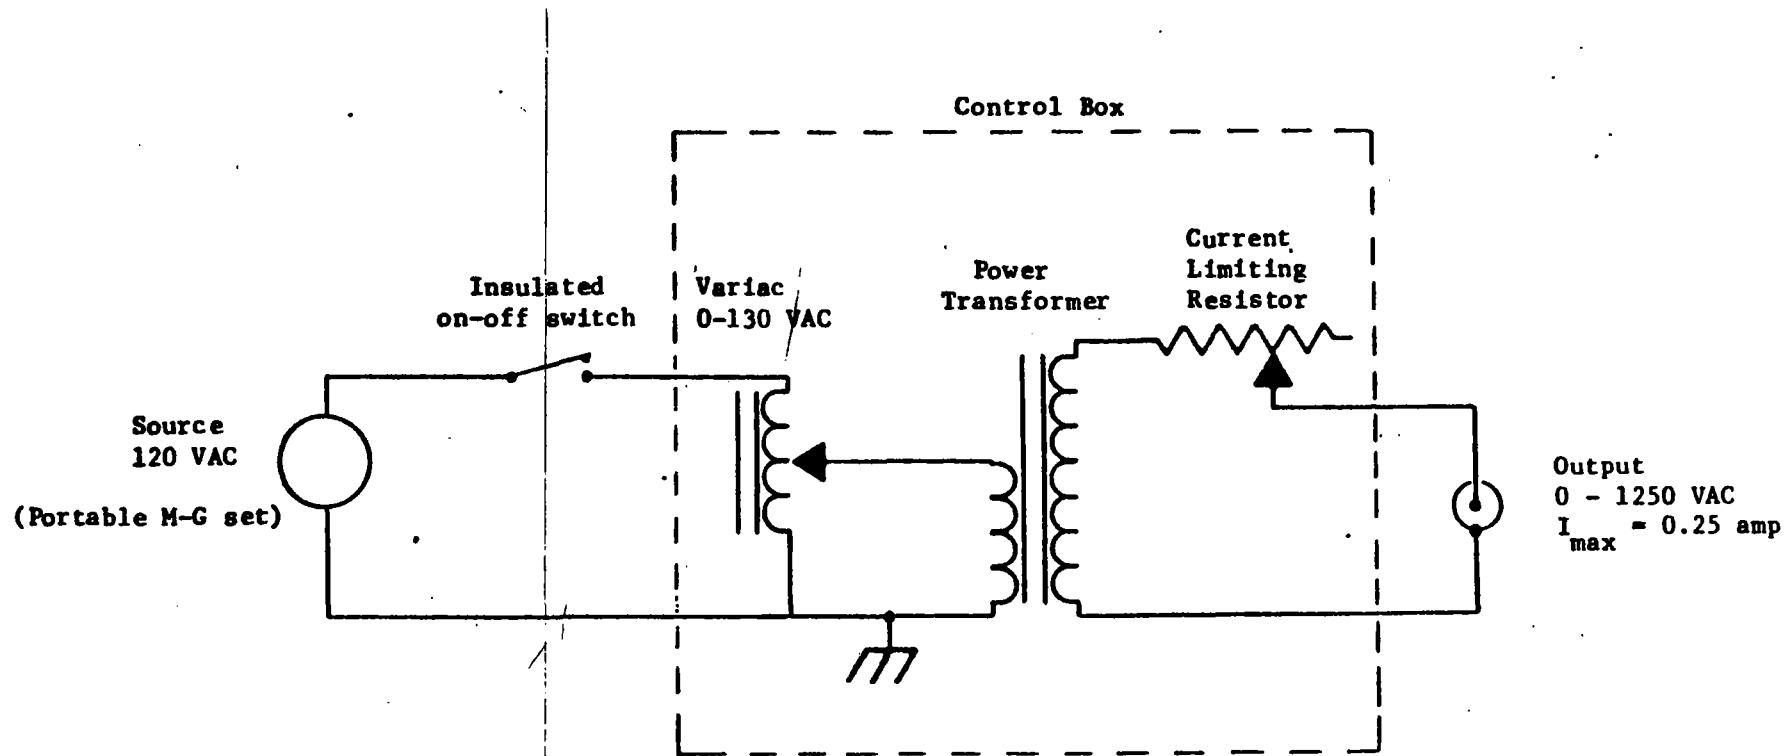 Control Box
Insulated
on-off switch
Variac
0-130 VAC
Power
Transformer
Current
Limiting
Resistor
Source
120 VAC
(Portable M-G set)
Output
0 - 1250 VAC
I max = 0.25 amp